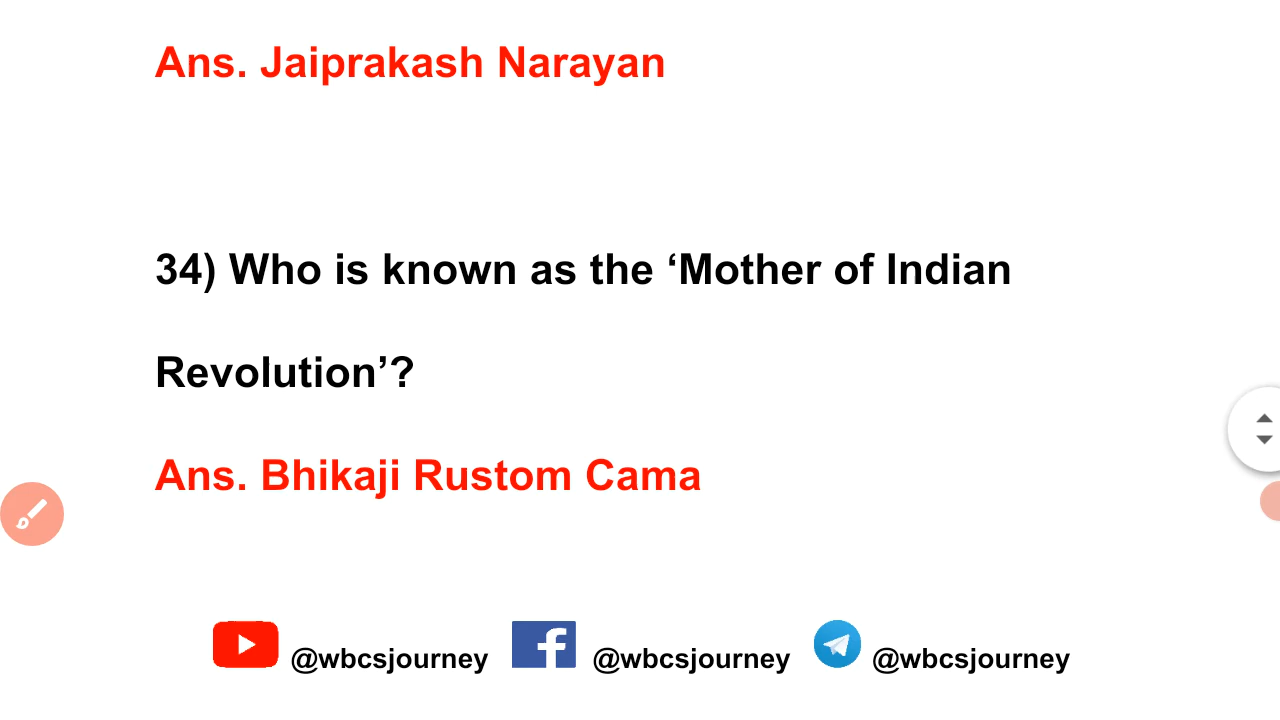 Ans. Jaiprakash Narayan
34) Who is known as the ‘Mother of Indian
Revolution’?
Ans. Bhikaji Rustom Cama
@wbcsjourney @wbcsjourney @wbcsjourney